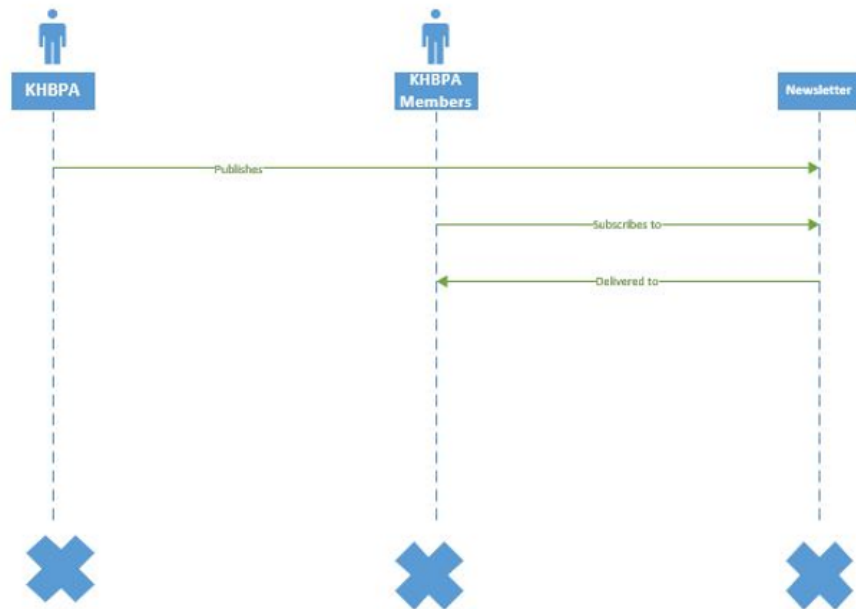 KHBPA
KHBPA
Members
Newsletter
Publishes
Subscribes to
Delivered to